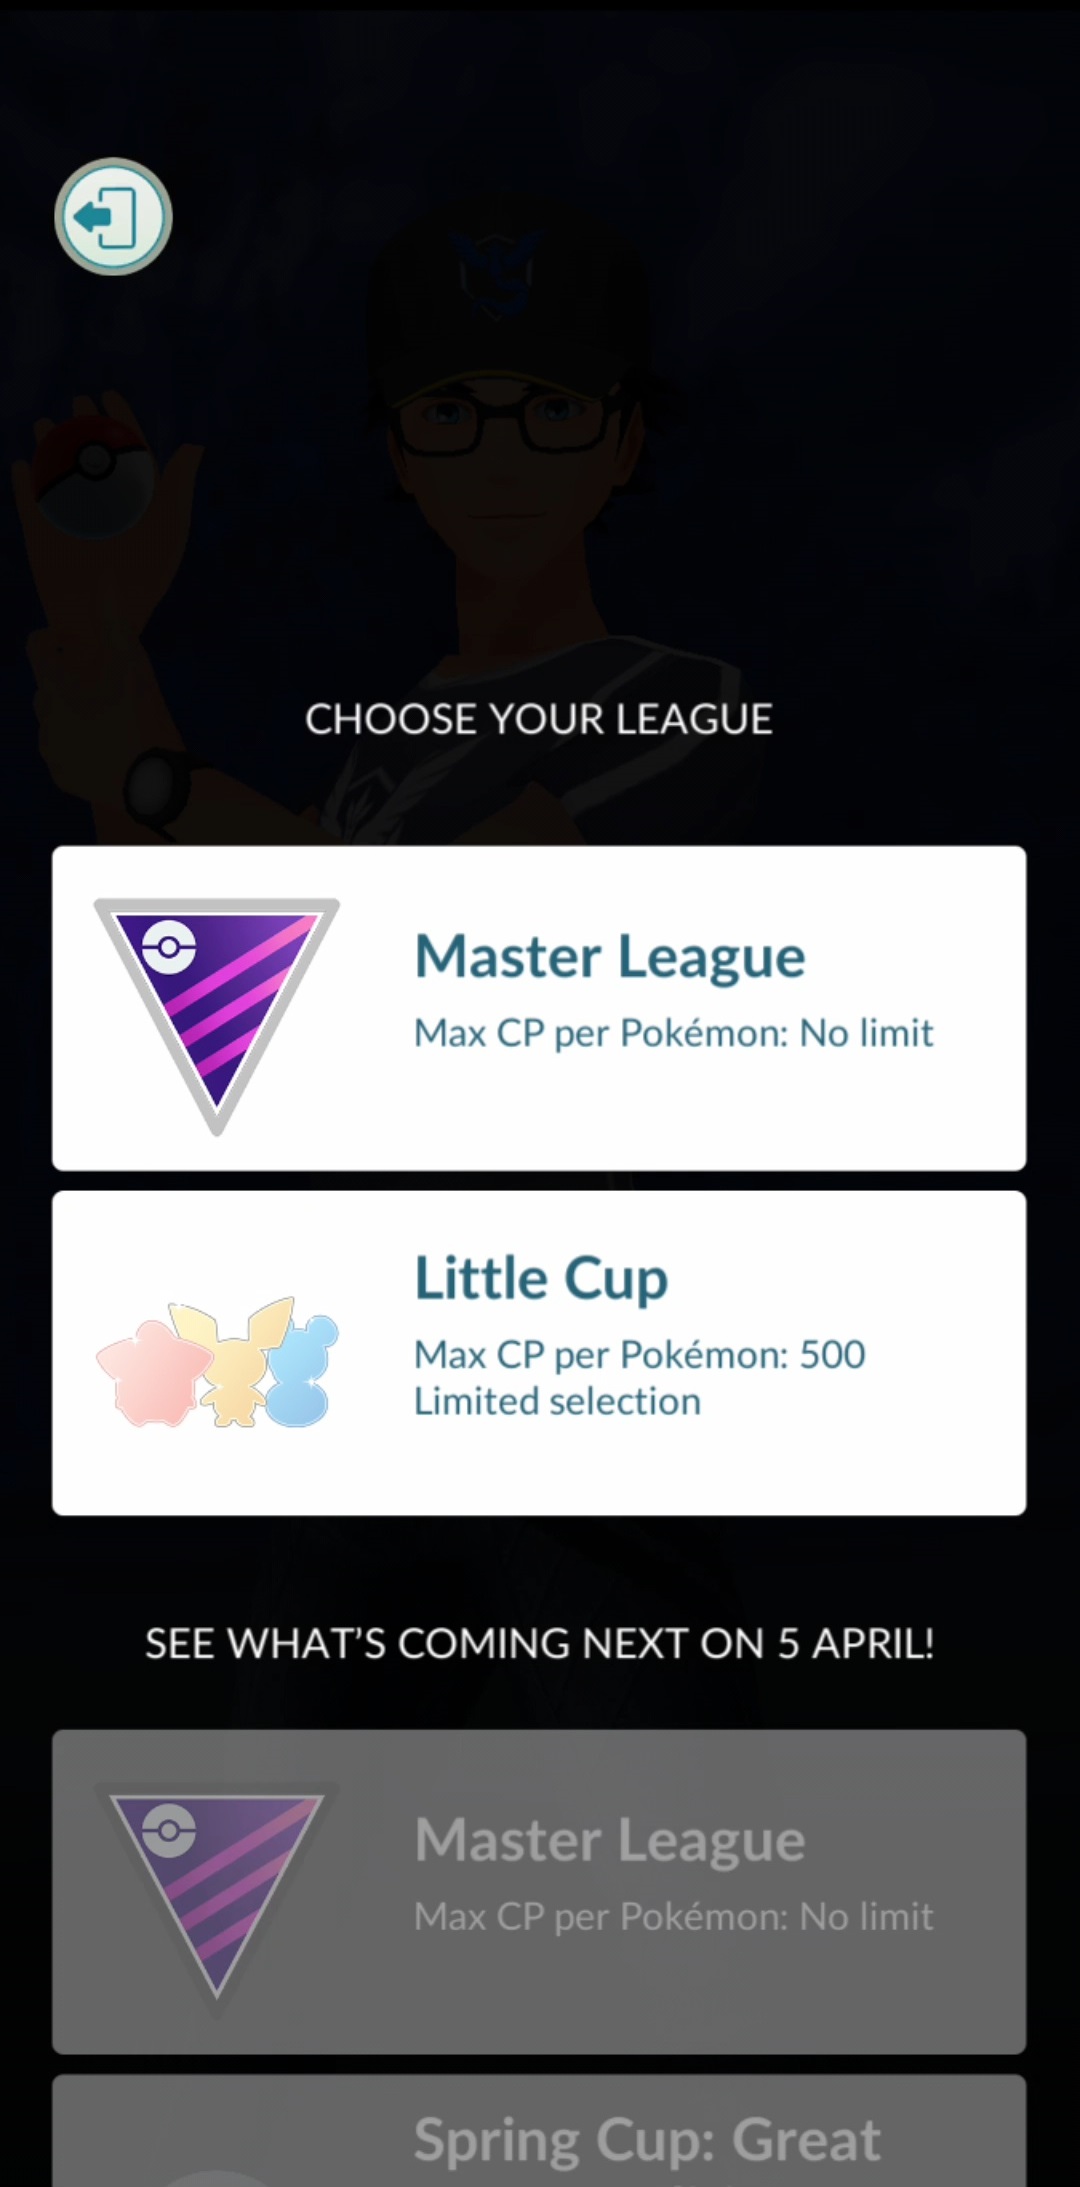 CHOOSE YOUR LEAGUE
Master League
Max CP per Pokémon: No limit
Little Cup
Max CP per Pokémon: 500
Limited selection
SEE WHAT’S COMING NEXT ON 5 APRIL!
Master League
Max CP per Pokémon: No limit
Spring Cup: Great